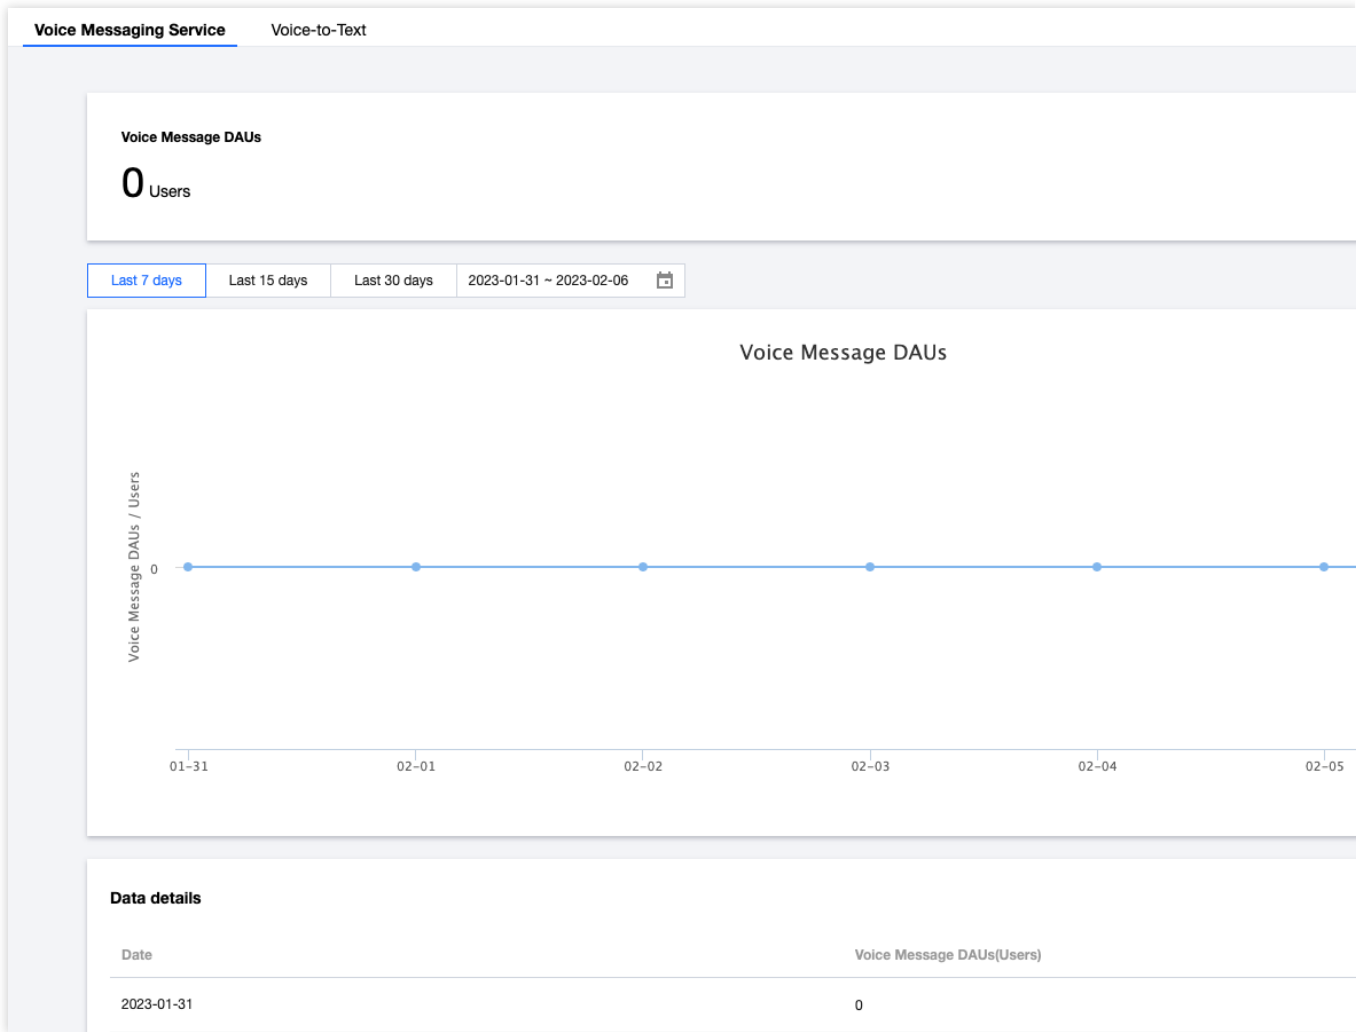 Voice Messaging Service Voice-to-Text
Voice Message DAUs
0 Users
Last 7 days Last 15 days Last 30 days 2023-01-31 ~ 2023-02-06
Voice Message DAUs
Voice Message DAUs / Users
0
01-31 02-01 02-02 02-03 02-04 02-05
Data details
Date Voice Message DAUs(Users)
2023-01-31 0